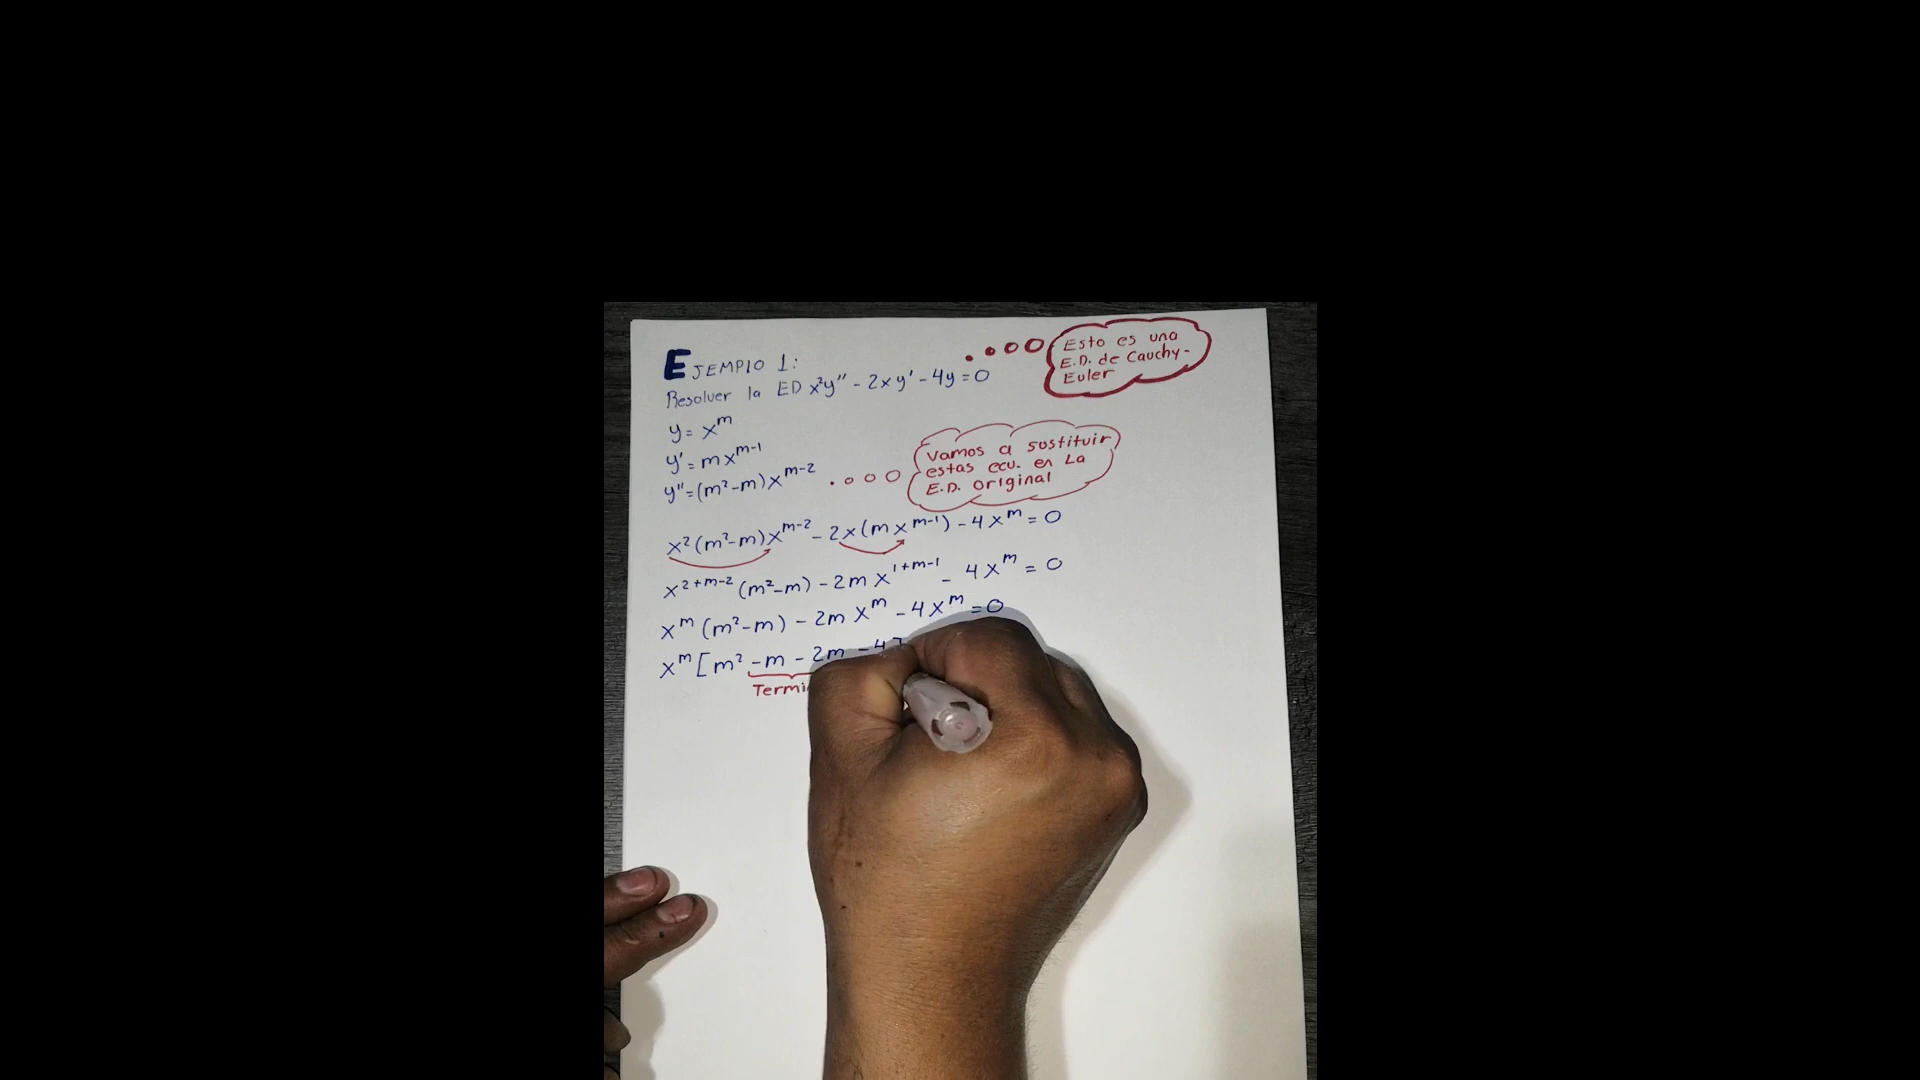 EJEMPLO 1:
Resolver la ED x²y'' - 2xy' - 4y = 0
Esto es una
E.D. de Cauchy-
Euler
y = x^m
y' = mx^{m-1}
y'' = (m²-m)x^{m-2}
Vamos a sustituir
estas ecu. en La
E.D. original
x²(m²-m)x^{m-2} - 2x(mx^{m-1}) - 4x^m = 0
x^{2+m-2}(m²-m) - 2mx^{1+m-1} - 4x^m = 0
x^m(m²-m) - 2mx^m - 4x^m = 0
x^m[m² - m - 2m - 4]